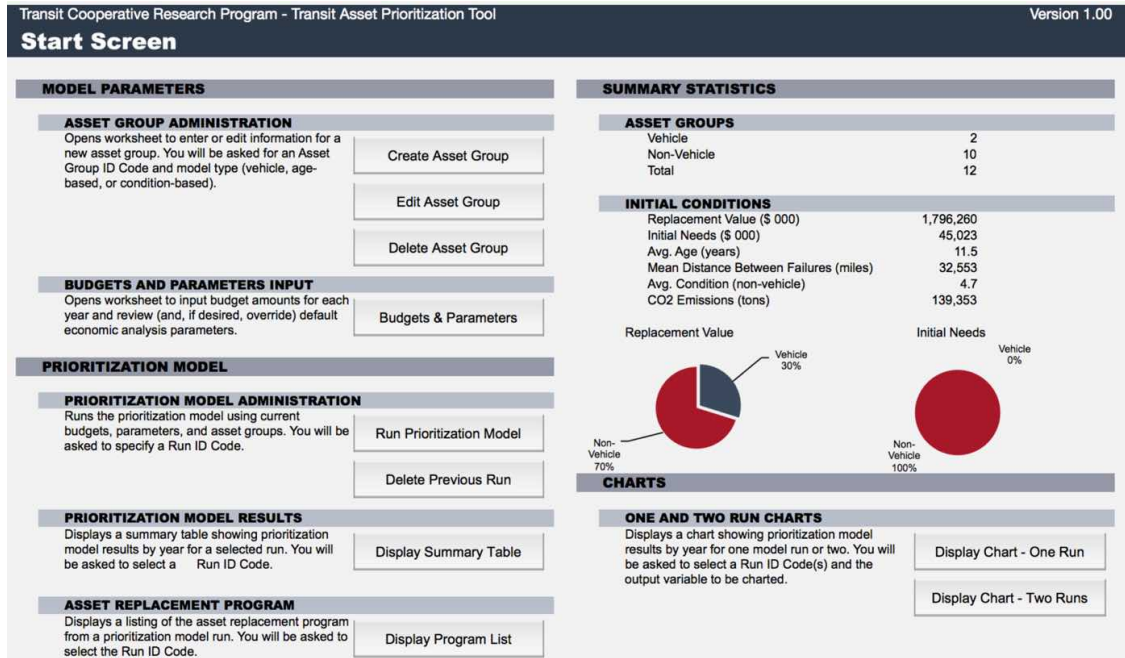 Transit Cooperative Research Program - Transit Asset Prioritization Tool
Version 1.00
Start Screen
MODEL PARAMETERS
ASSET GROUP ADMINISTRATION
Opens worksheet to enter or edit information for a
new asset group. You will be asked for an Asset
Group ID Code and model type (vehicle, age-
based, or condition-based).
Create Asset Group
Edit Asset Group
Delete Asset Group
BUDGETS AND PARAMETERS INPUT
Opens worksheet to input budget amounts for each
year and review (and, if desired, override) default
economic analysis parameters.
Budgets & Parameters
PRIORITIZATION MODEL
PRIORITIZATION MODEL ADMINISTRATION
Runs the prioritization model using current
budgets, parameters, and asset groups. You will be
asked to specify a Run ID Code.
Run Prioritization Model
Delete Previous Run
PRIORITIZATION MODEL RESULTS
Displays a summary table showing prioritization
model results by year for a selected run. You will
be asked to select a Run ID Code.
Display Summary Table
ASSET REPLACEMENT PROGRAM
Displays a listing of the asset replacement program
from a prioritization model run. You will be asked to
select the Run ID Code.
Display Program List
SUMMARY STATISTICS
ASSET GROUPS
Vehicle 2
Non-Vehicle 10
Total 12
INITIAL CONDITIONS
Replacement Value ($ 000) 1,796,260
Initial Needs ($ 000) 45,023
Avg. Age (years) 11.5
Mean Distance Between Failures (miles) 32,553
Avg. Condition (non-vehicle) 4.7
CO2 Emissions (tons) 139,353
Replacement Value
Vehicle
30%
Non-
Vehicle
70%
Initial Needs
Vehicle
0%
Non-
Vehicle
100%
CHARTS
ONE AND TWO RUN CHARTS
Displays a chart showing prioritization model
results by year for one model run or two. You will
be asked to select a Run ID Code(s) and the
output variable to be charted.
Display Chart - One Run
Display Chart - Two Runs